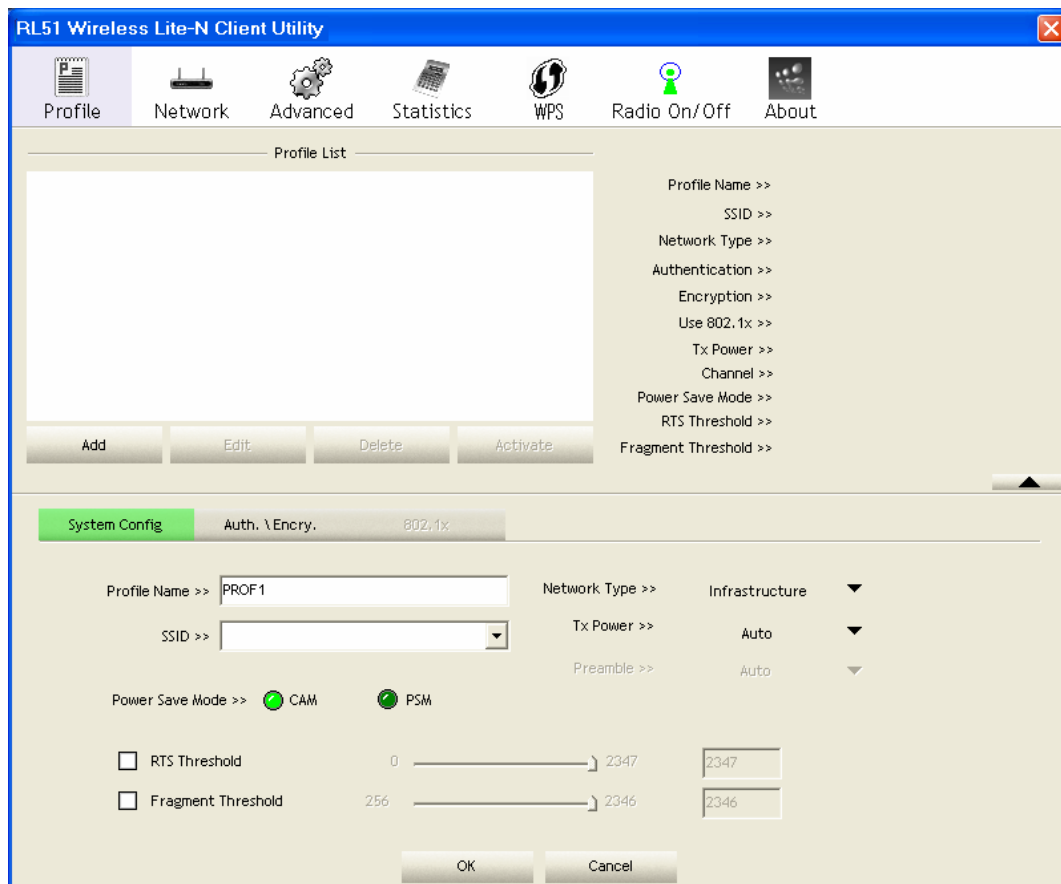 RL51 Wireless Lite-N Client Utility
Profile Network Advanced Statistics WPS Radio On/Off About
Profile List
Profile Name >>
SSID >>
Network Type >>
Authentication >>
Encryption >>
Use 802.1x >>
Tx Power >>
Channel >>
Power Save Mode >>
RTS Threshold >>
Fragment Threshold >>
Add Edit Delete Activate
System Config Auth. \ Encry. 802.1x
Profile Name >> PROF1 Network Type >> Infrastructure
SSID >> Tx Power >> Auto
Preamble >> Auto
Power Save Mode >> CAM PSM
RTS Threshold 0 2347 2347
Fragment Threshold 256 2346 2346
OK Cancel